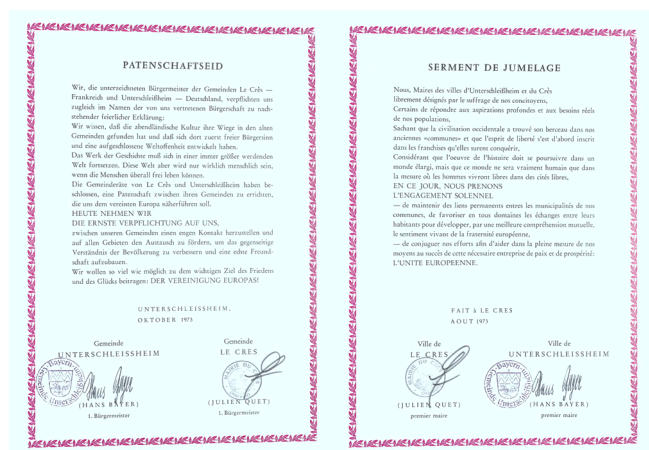 PATENSCHAFTSEID
Wir, die unterzeichneten Bürgermeister der Gemeinden Le Crès —
Frankreich und Unterschleißheim — Deutschland, verpflichten uns
zugleich im Namen der von uns vertretenen Bürgerschaft zu nach-
stehender feierlicher Erklärung:
Wir wissen, daß die abendländische Kultur ihre Wiege in den alten
Gemeinden gefunden hat und daß sich dort zuerst freier Bürgersinn
und eine aufgeschlossene Weltoffenheit entwickelt haben.
Das Werk der Geschichte muß sich in einer immer größer werdenden
Welt fortsetzen. Diese Welt aber wird nur wirklich menschlich sein,
wenn die Menschen überall frei leben können.
Die Gemeinderäte von Le Crès und Unterschleißheim haben be-
schlossen, eine Patenschaft zwischen ihren Gemeinden zu errichten,
die uns dem vereinten Europa näherführen soll.
HEUTE NEHMEN WIR
DIE ERNSTE VERPFLICHTUNG AUF UNS,
zwischen unseren Gemeinden einen engen Kontakt herzustellen und
auf allen Gebieten den Austausch zu fördern, um das gegenseitige
Verständnis der Bevölkerung zu verbessern und eine echte Freund-
schaft aufzubauen.
Wir wollen so viel wie möglich zu dem wichtigen Ziel des Friedens
und des Glücks beitragen: DER VEREINIGUNG EUROPAS!
UNTERSCHLEISSHEIM,
OKTOBER 1973
Gemeinde
UNTERSCHLEISSHEIM
(HANS BAYER)
1. Bürgermeister
Gemeinde
LE CRES
(JULIEN QUET)
1. Bürgermeister
SERMENT DE JUMELAGE
Nous, Maires des villes d'Unterschleißheim et du Crès
librement désignés par le suffrage de nos concitoyens,
Certains de répondre aux aspirations profondes et aux besoins réels
de nos populations,
Sachant que la civilisation occidentale a trouvé son berceau dans nos
anciennes «communes» et que l'esprit de liberté s'est d'abord inscrit
dans les franchises qu'elles surent conquérir,
Considérant que l'oeuvre de l'histoire doit se poursuivre dans un
monde élargi, mais que ce monde ne sera vraiment humain que dans
la mesure où les hommes vivront libres dans des cités libres,
EN CE JOUR, NOUS PRENONS
L'ENGAGEMENT SOLENNEL
— de maintenir des liens permanents entre les municipalités de nos
communes, de favoriser en tous domaines les échanges entre leurs
habitants pour développer, par une meilleure compréhension mutuelle,
le sentiment vivant de la fraternité européenne,
— de conjuguer nos efforts afin d'aider dans la pleine mesure de nos
moyens au succès de cette nécessaire entreprise de paix et de prospérité:
L'UNITE EUROPEENNE.
FAIT à LE CRES
AOUT 1973
Ville de
LE CRES
(JULIEN QUET)
premier maire
Ville de
UNTERSCHLEISSHEIM
(HANS BAYER)
premier maire